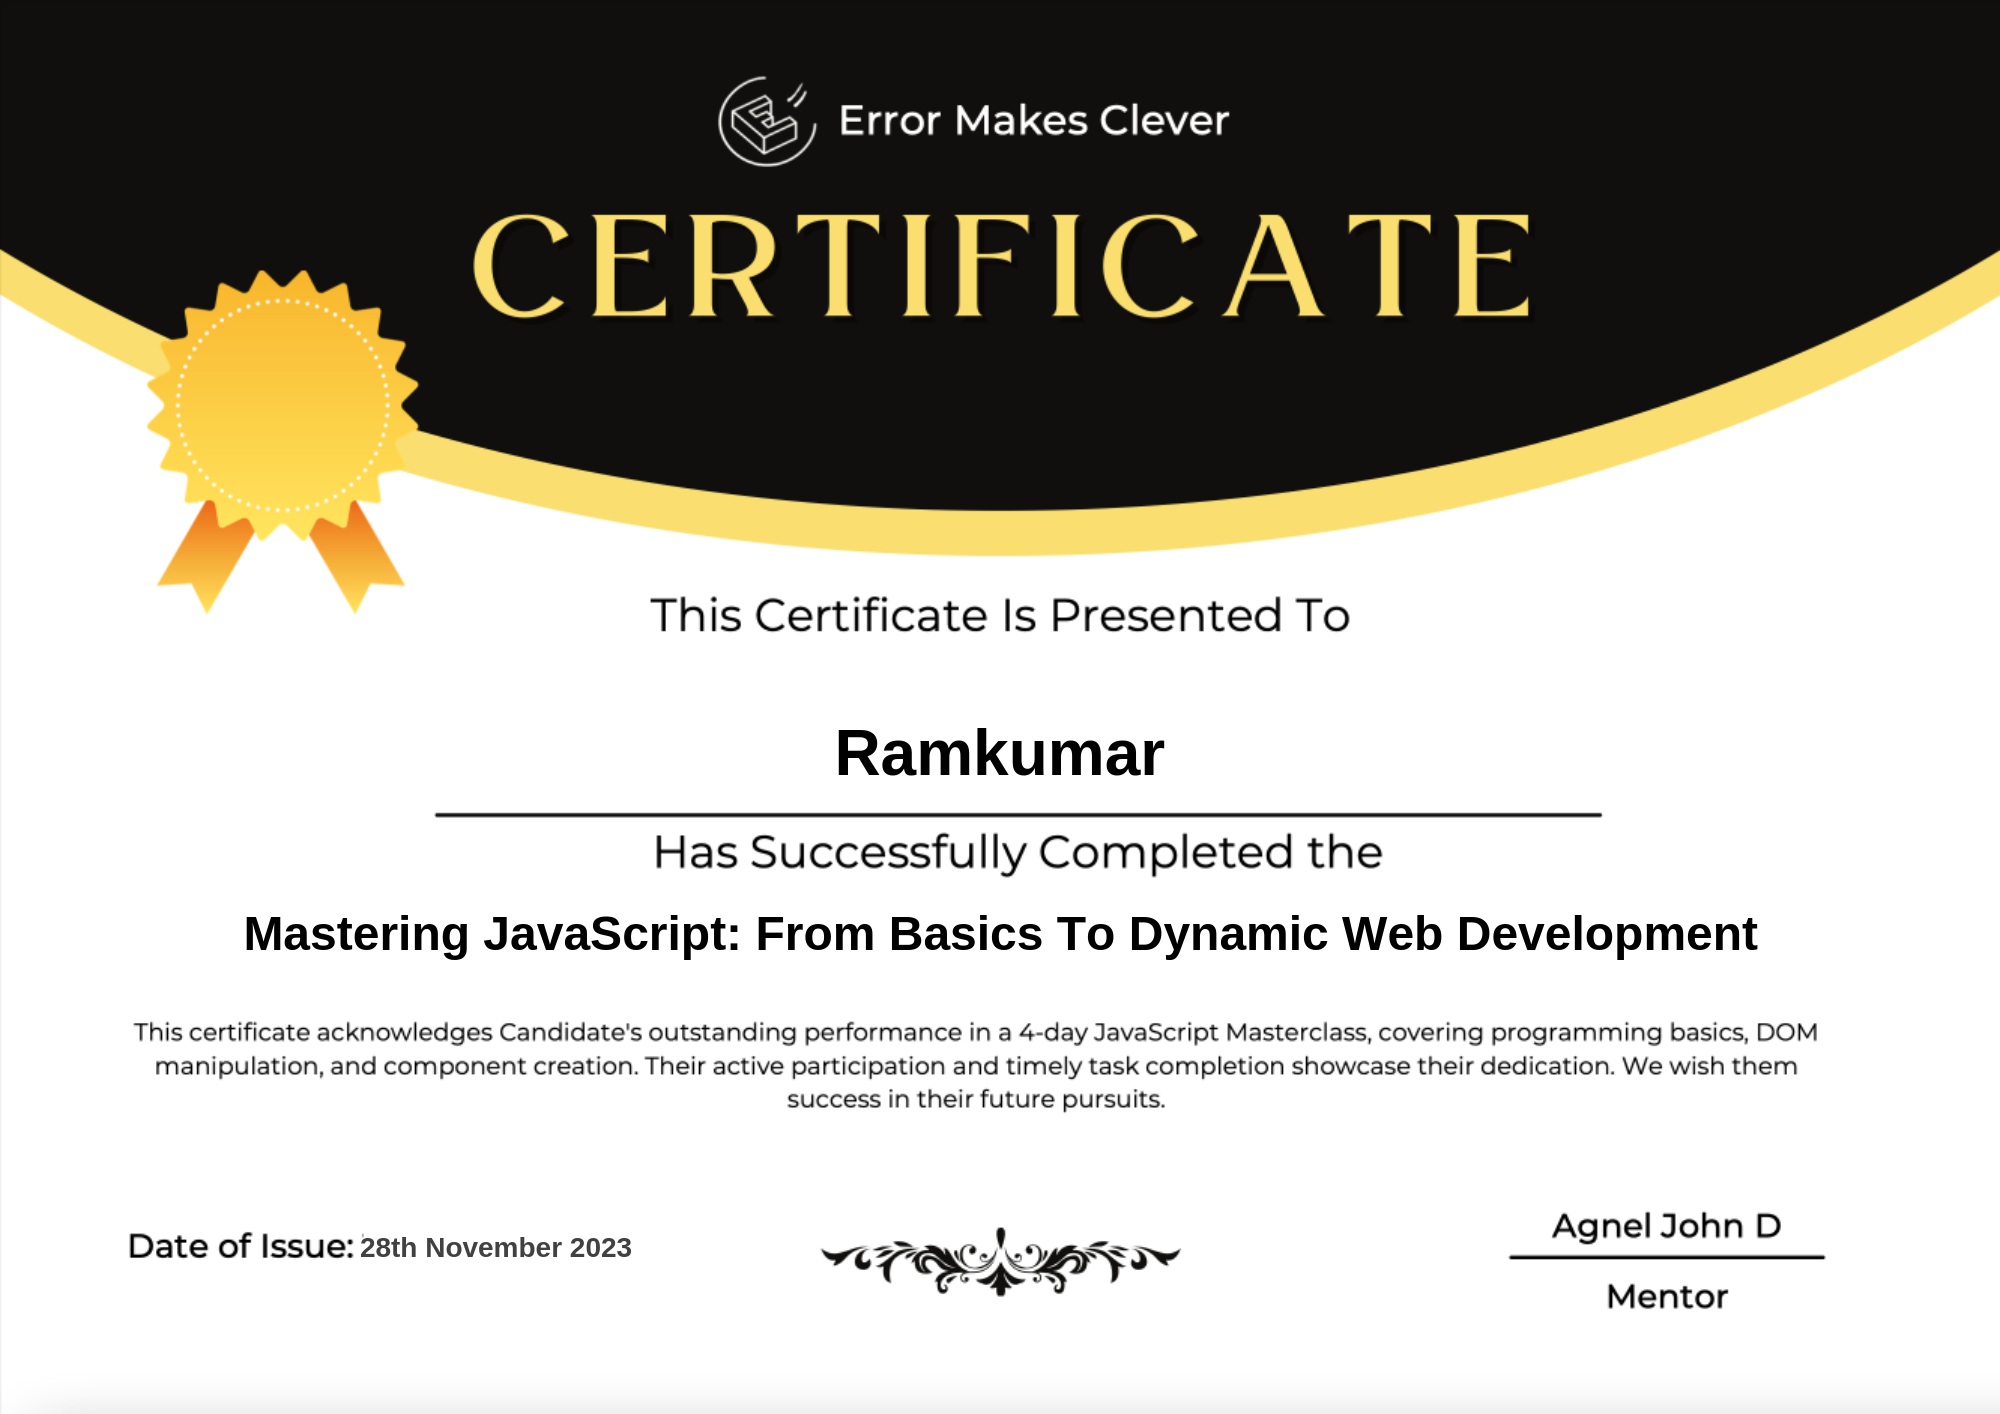 Error Makes Clever
CERTIFICATE
This Certificate Is Presented To
Ramkumar
Has Successfully Completed the
Mastering JavaScript: From Basics To Dynamic Web Development
This certificate acknowledges Candidate's outstanding performance in a 4-day JavaScript Masterclass, covering programming basics, DOM
manipulation, and component creation. Their active participation and timely task completion showcase their dedication. We wish them
success in their future pursuits.
Date of Issue: 28th November 2023
Agnel John D
Mentor